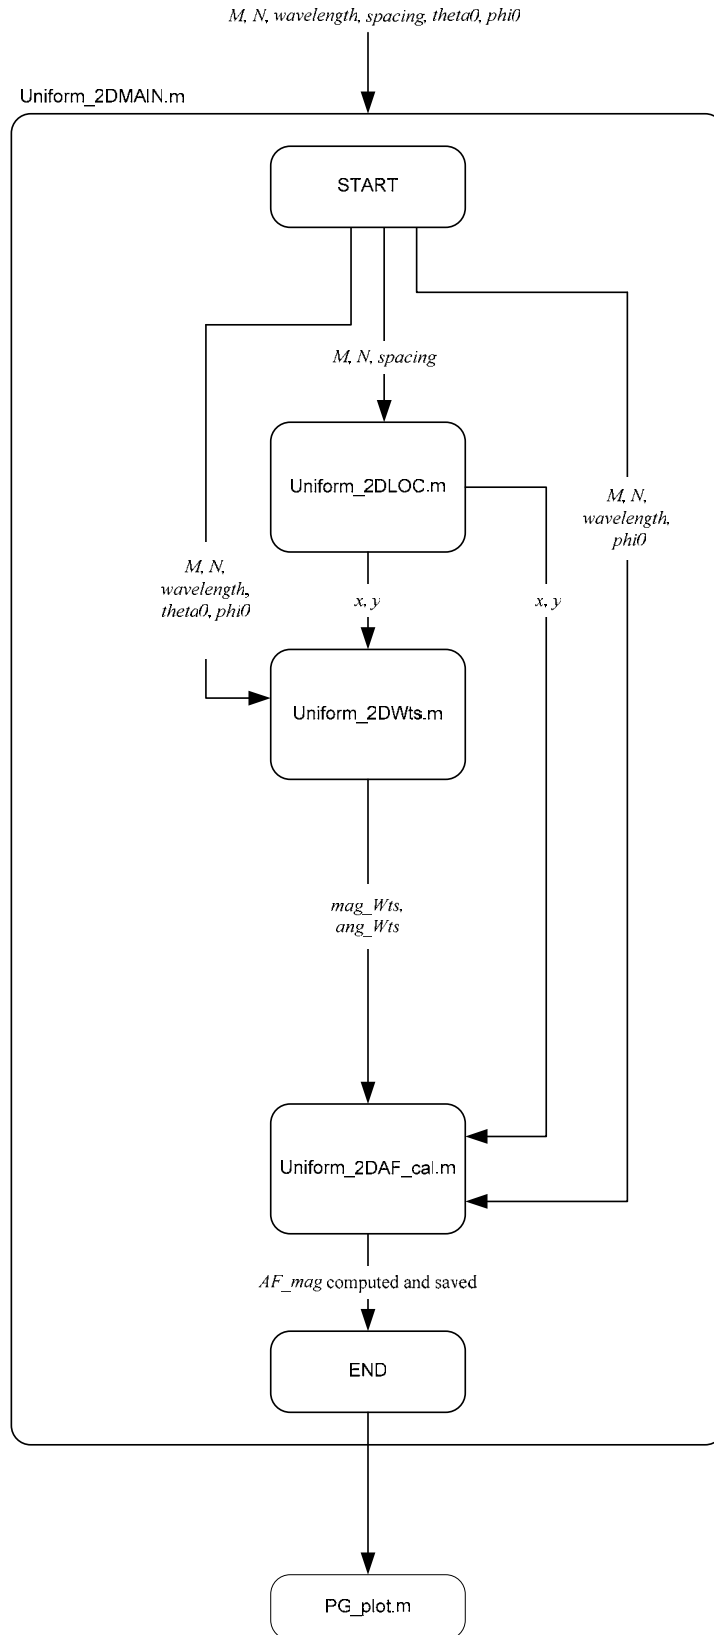 M, N, wavelength, spacing, theta0, phi0
Uniform_2DMAIN.m
START
M, N, spacing
Uniform_2DLOC.m
M, N,
wavelength,
phi0
M, N,
wavelength,
theta0, phi0
x, y
x, y
Uniform_2DWts.m
mag_Wts,
ang_Wts
Uniform_2DAF_cal.m
AF_mag computed and saved
END
PG_plot.m